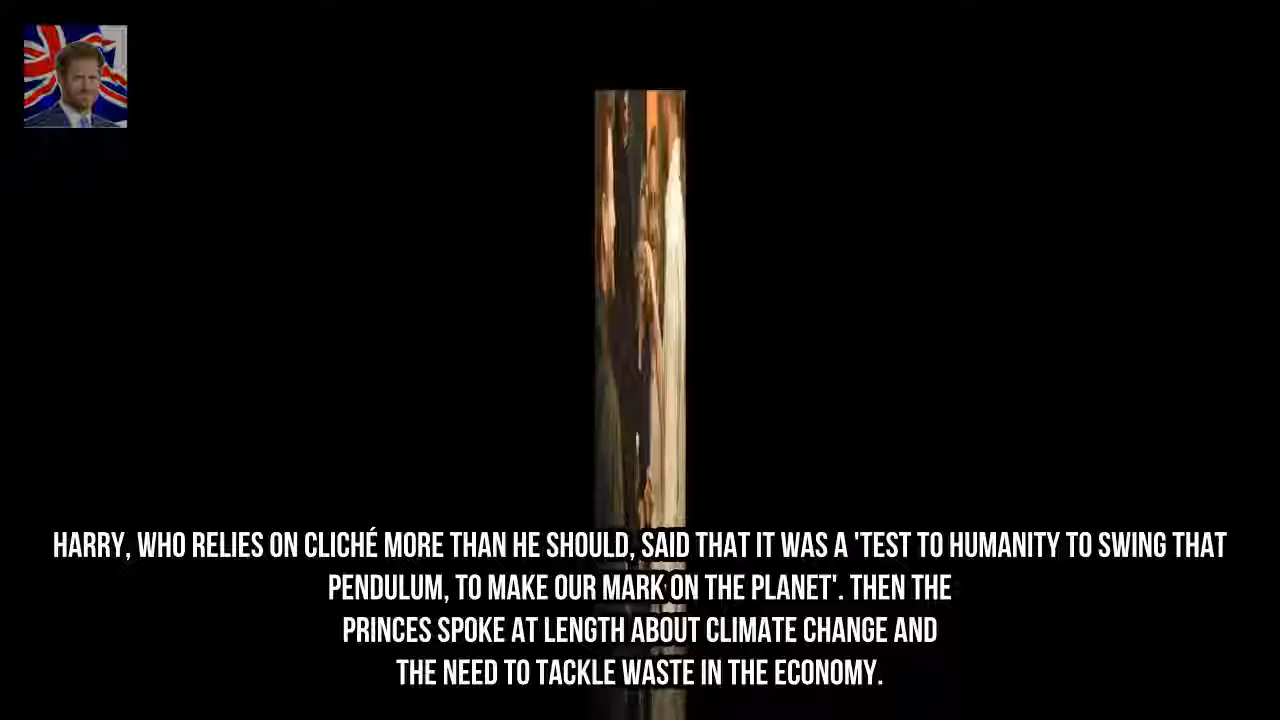 HARRY, WHO RELIES ON CLICHÉ MORE THAN HE SHOULD, SAID THAT IT WAS A 'TEST TO HUMANITY TO SWING THAT
PENDULUM, TO MAKE OUR MARK ON THE PLANET'. THEN THE
PRINCES SPOKE AT LENGTH ABOUT CLIMATE CHANGE AND
THE NEED TO TACKLE WASTE IN THE ECONOMY.